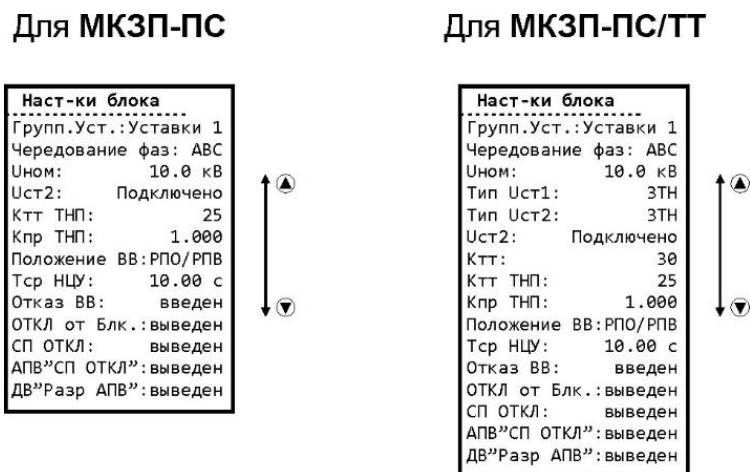 Для МКЗП-ПС
Наст-ки блока
Групп.Уст.:Уставки 1
Чередование фаз: АВС
Uном: 10.0 кВ
Uст2: Подключено
Ктт ТНП: 25
Кпр ТНП: 1.000
Положение ВВ:РПО/РПВ
Тср НЦУ: 10.00 с
Отказ ВВ: введен
ОТКЛ от Блк.:выведен
СП ОТКЛ: выведен
АПВ”СП ОТКЛ”:выведен
ДВ”Разр АПВ”:выведен
Для МКЗП-ПС/ТТ
Наст-ки блока
Групп.Уст.:Уставки 1
Чередование фаз: АВС
Uном: 10.0 кВ
Тип Uст1: 3ТН
Тип Uст2: 3ТН
Uст2: Подключено
Ктт: 30
Ктт ТНП: 25
Кпр ТНП: 1.000
Положение ВВ:РПО/РПВ
Тср НЦУ: 10.00 с
Отказ ВВ: введен
ОТКЛ от Блк.:выведен
СП ОТКЛ: выведен
АПВ”СП ОТКЛ”:выведен
ДВ”Разр АПВ”:выведен